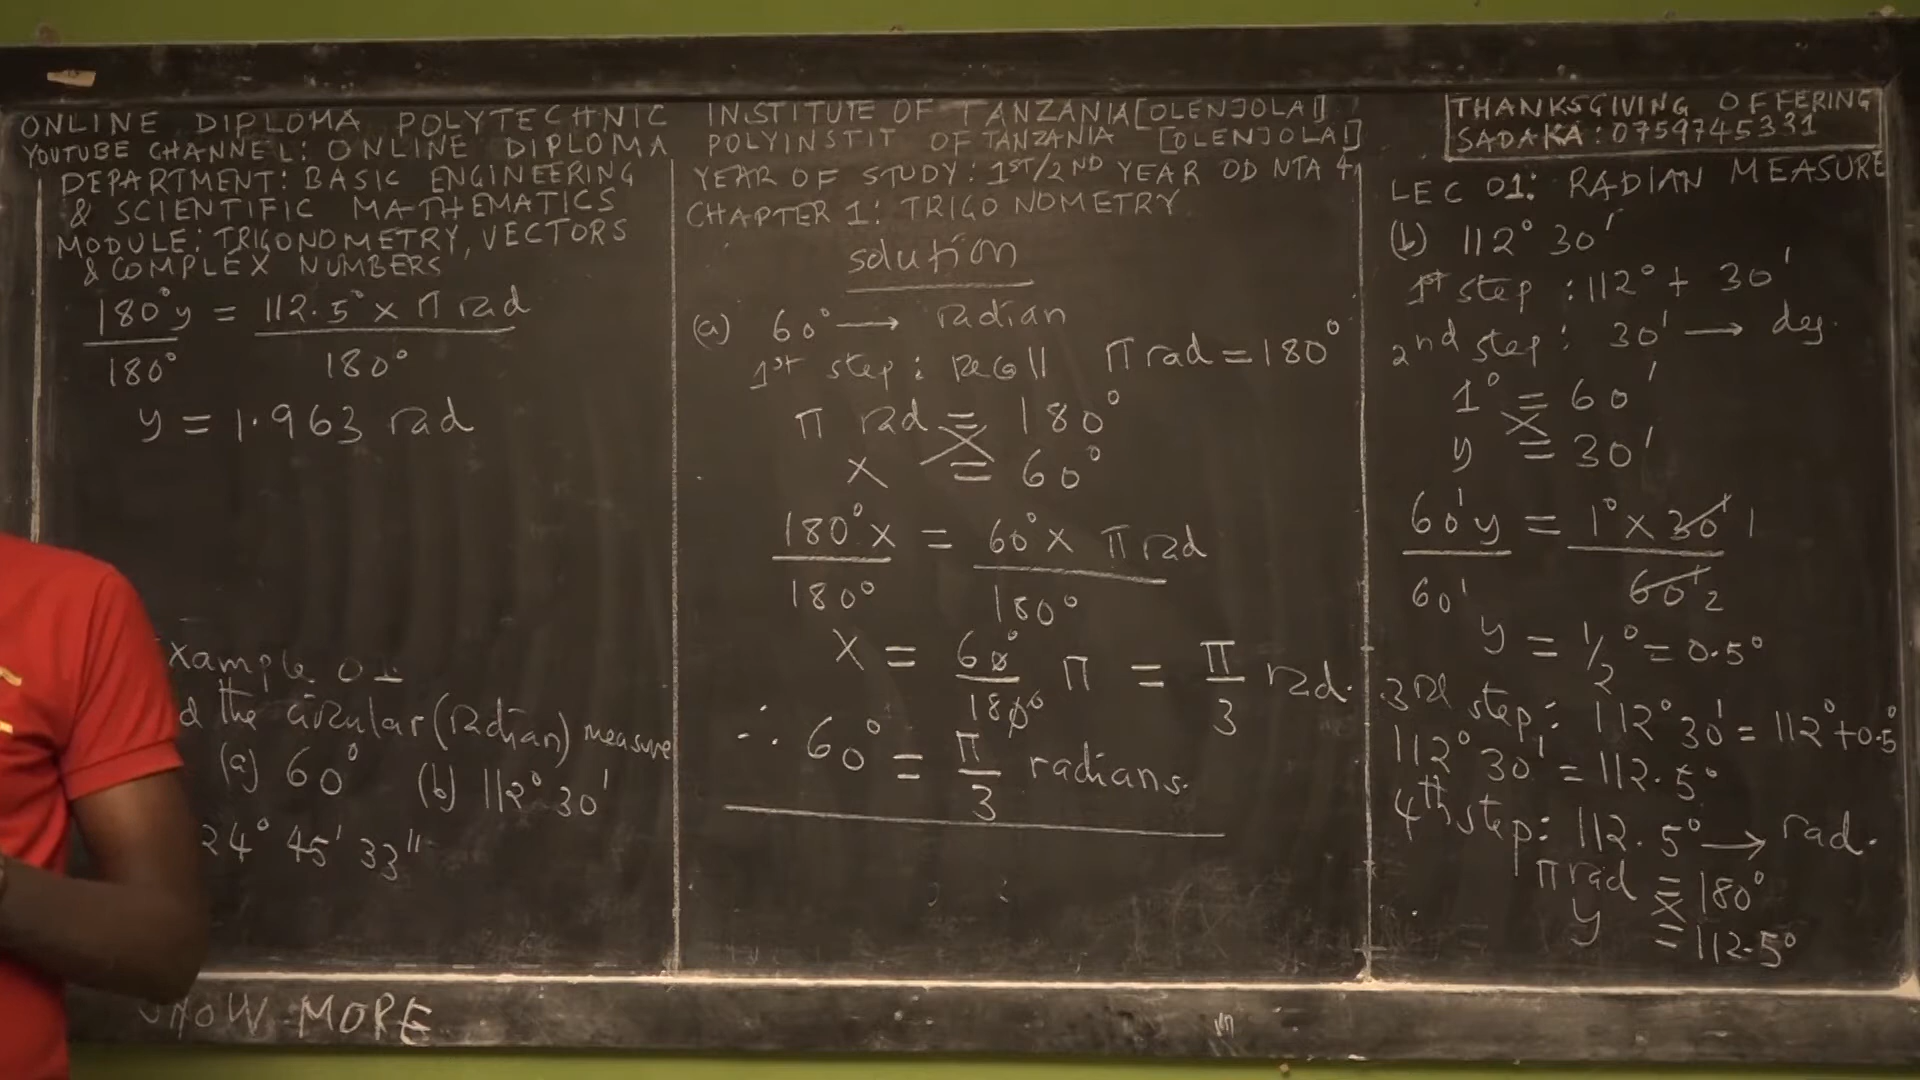 ONLINE DIPLOMA POLYTECHNIC INSTITUTE OF TANZANIA[OLENJOLAI]
YOUTUBE CHANNEL: ONLINE DIPLOMA POLYINSTIT OF TANZANIA [OLENJOLAI]
THANKSGIVING OFFERING
SADAKA: 0759745331
DEPARTMENT: BASIC ENGINEERING
& SCIENTIFIC MATHEMATICS
MODULE: TRIGONOMETRY, VECTORS
& COMPLEX NUMBERS
180°y = 112.5° x π rad
180° 180°
y = 1.963 rad
xample 01
d the circular (radian) measure
(a) 60° (b) 112° 30'
24° 45' 33"
YEAR OF STUDY: 1ST/2ND YEAR OD NTA 4
CHAPTER 1: TRIGONOMETRY
solution
(a) 60° → radian
1st step: recall π rad = 180°
π rad = 180°
x = 60°
180°x = 60° x π rad
180° 180°
x = 60° π = π rad.
180° 3
∴ 60° = π radians.
3
LEC 01: RADIAN MEASURE
(b) 112° 30'
1st step: 112° + 30'
2nd step: 30' → deg.
1° = 60'
y = 30'
60'y = 1° x 30' 1
60' 60' 2
y = 1/2° = 0.5°
3rd step: 112° 30' = 112° + 0.5°
112° 30' = 112.5°
4th step: 112.5° → rad.
π rad = 180°
y = 112.5°
SHOW MORE